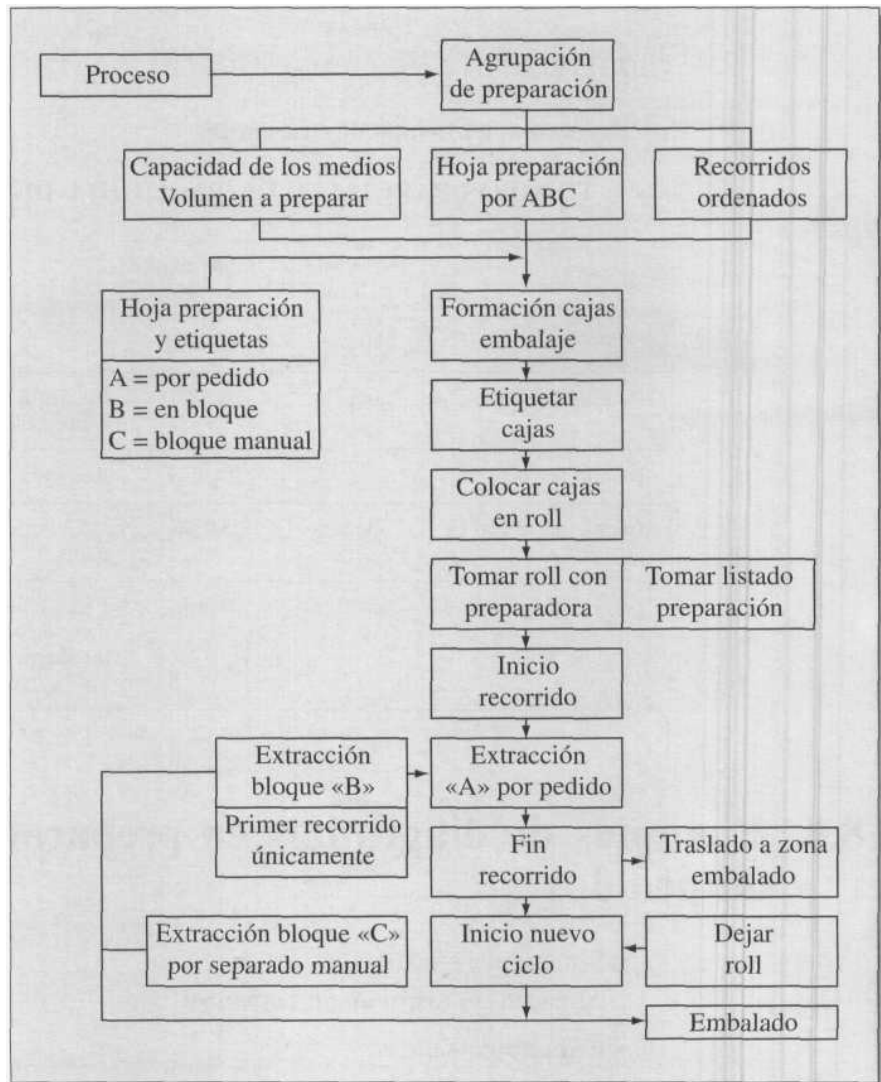 Proceso
Agrupación
de preparación
Capacidad de los medios
Volumen a preparar
Hoja preparación
por ABC
Recorridos
ordenados
Hoja preparación
y etiquetas
A = por pedido
B = en bloque
C = bloque manual
Formación cajas
embalaje
Etiquetar
cajas
Colocar cajas
en roll
Tomar roll con
preparadora
Tomar listado
preparación
Inicio
recorrido
Extracción
bloque «B»
Primer recorrido
únicamente
Extracción
«A» por pedido
Fin
recorrido
Traslado a zona
embalado
Extracción bloque «C»
por separado manual
Inicio nuevo
ciclo
Dejar
roll
Embalado